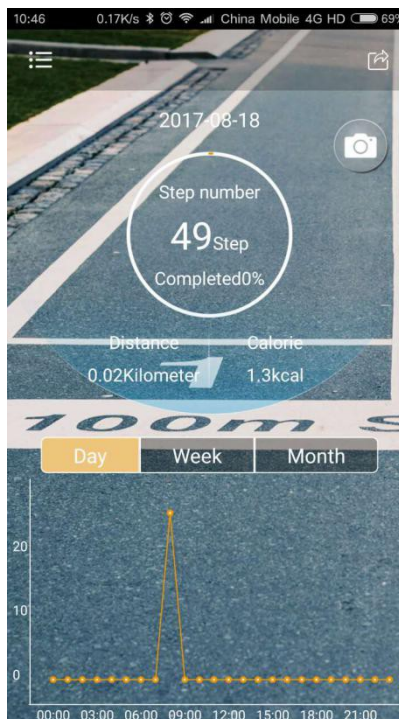 10:46 0.17K/s China Mobile 4G HD 69%
2017-08-18
Step number
49Step
Completed0%
Distance Calorie
0.02Kilometer 1.3kcal
100m S
Day Week Month
20
10
0
00:00 03:00 06:00 09:00 12:00 15:00 18:00 21:00